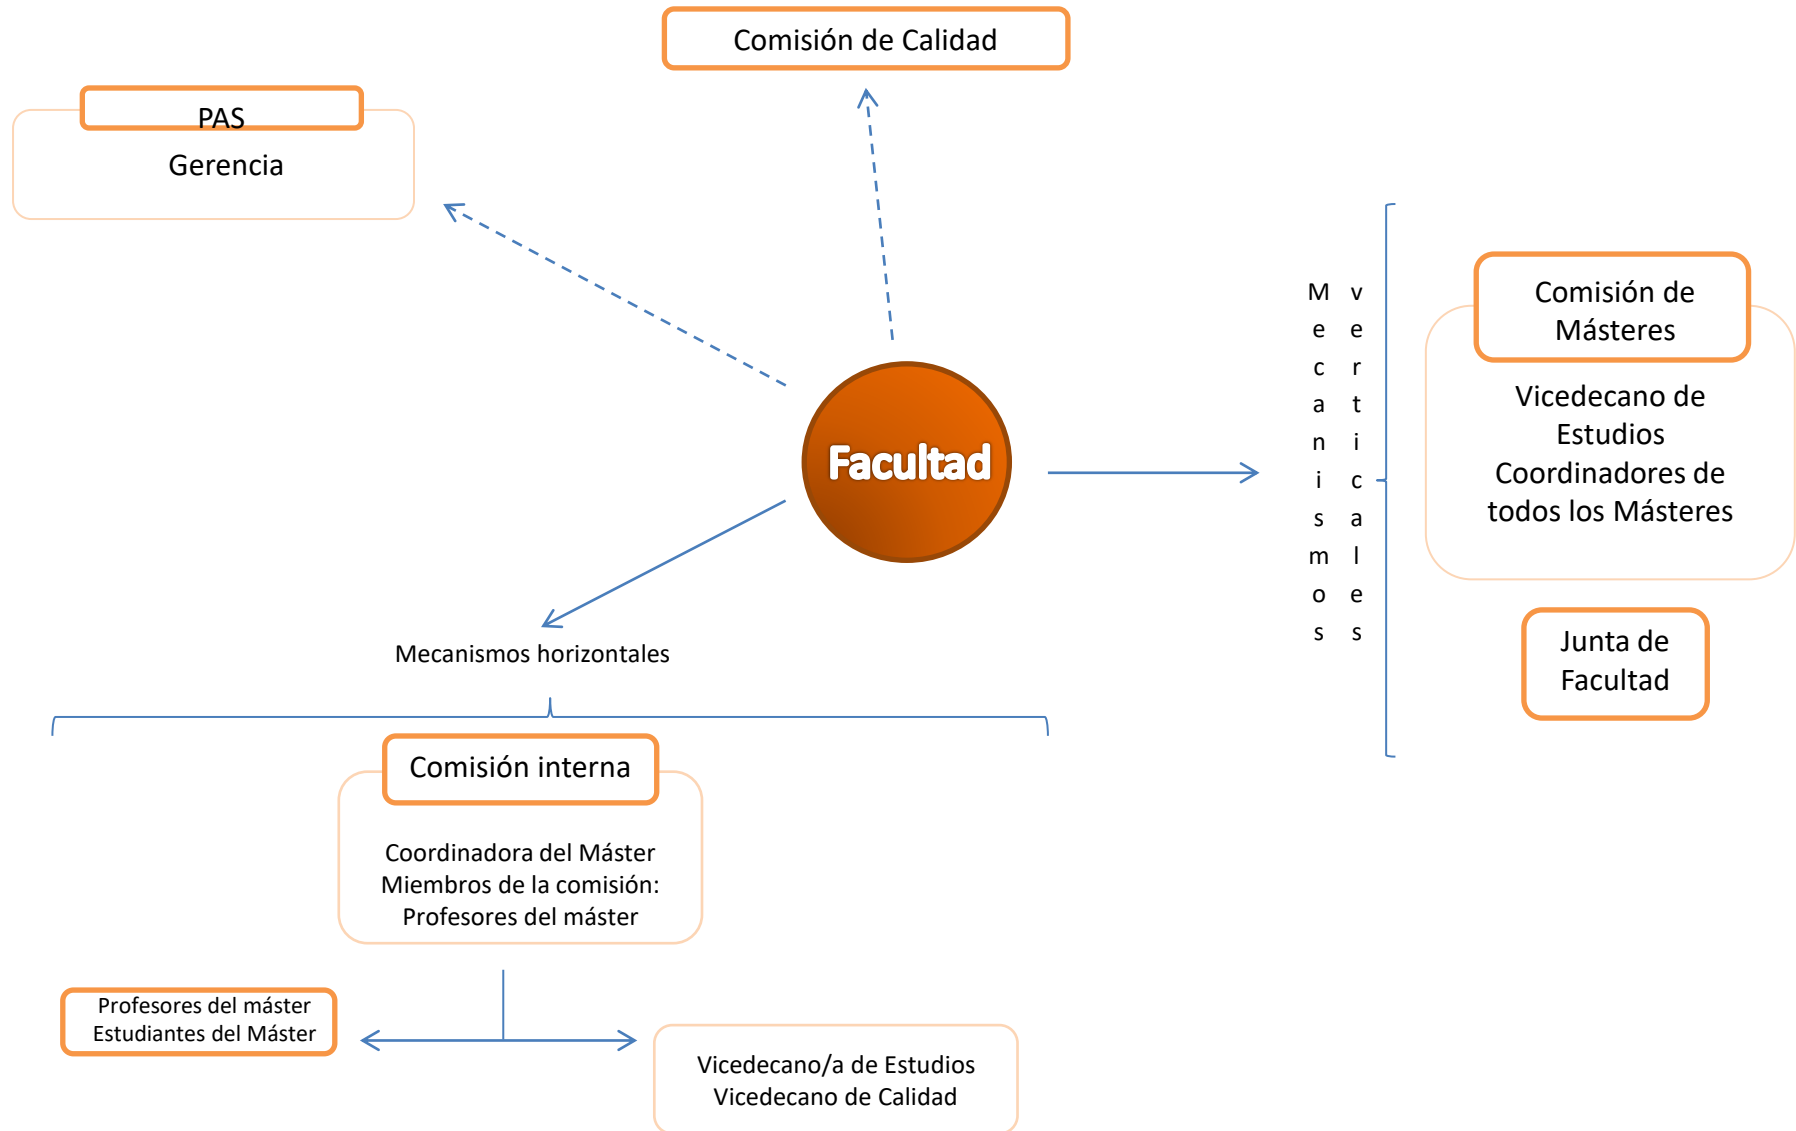 Comisión de Calidad
PAS
Gerencia
Facultad
Mecanismos
verticales
Comisión de
Másteres
Vicedecano de
Estudios
Coordinadores de
todos los Másteres
Junta de
Facultad
Mecanismos horizontales
Comisión interna
Coordinadora del Máster
Miembros de la comisión:
Profesores del máster
Profesores del máster
Estudiantes del Máster
Vicedecano/a de Estudios
Vicedecano de Calidad